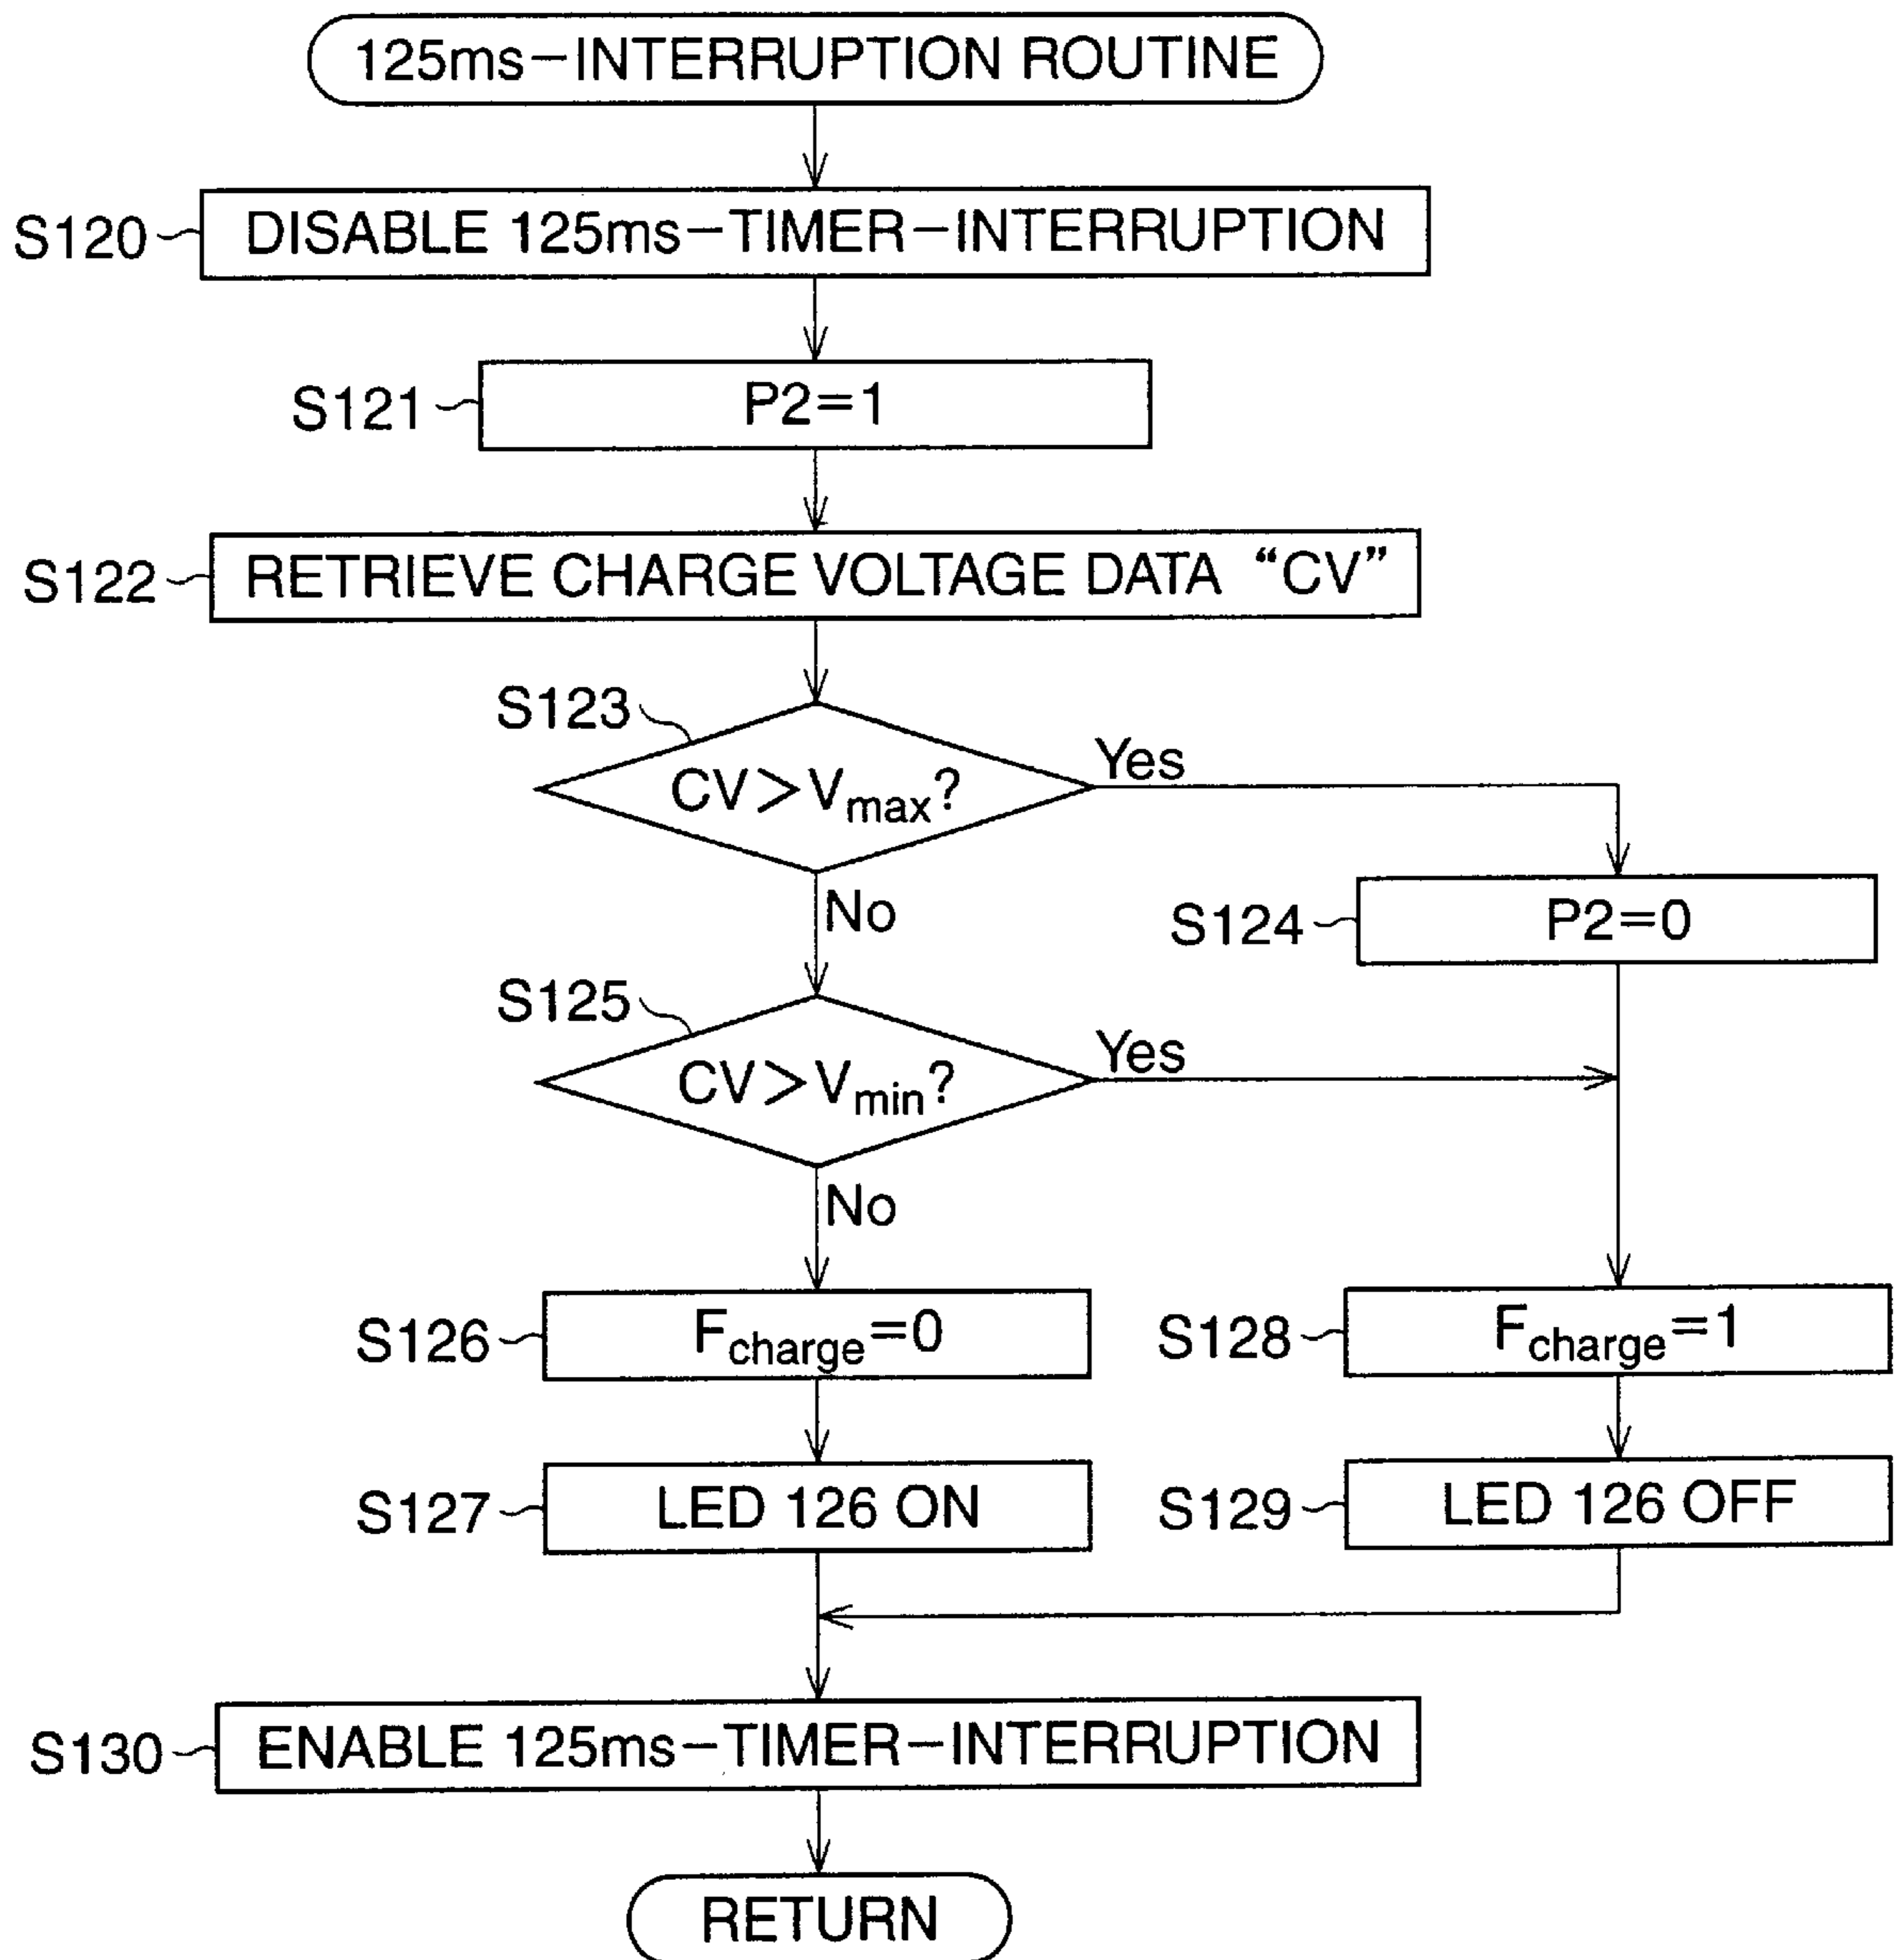 125ms-INTERRUPTION ROUTINE
S120
DISABLE 125ms-TIMER-INTERRUPTION
S121
P2=1
S122
RETRIEVE CHARGE VOLTAGE DATA “CV”
S123
CV>Vmax?
Yes
No
S124
P2=0
S125
CV>Vmin?
Yes
No
S126
Fcharge=0
S128
Fcharge=1
S127
LED 126 ON
S129
LED 126 OFF
S130
ENABLE 125ms-TIMER-INTERRUPTION
RETURN